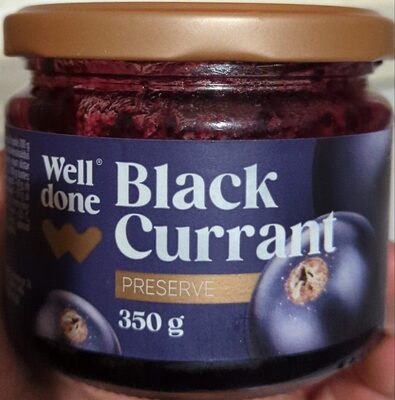 Well®
done
Black
Currant
PRESERVE
350 g